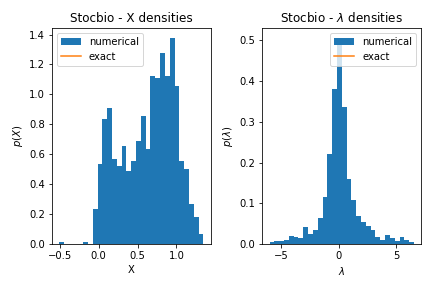 Stocbio - X densities
numerical
exact
p(X)
1.4
1.2
1.0
0.8
0.6
0.4
0.2
0.0
−0.5
0.0
0.5
1.0
X
Stocbio - λ densities
numerical
exact
p(λ)
0.5
0.4
0.3
0.2
0.1
0.0
−5
0
5
λ